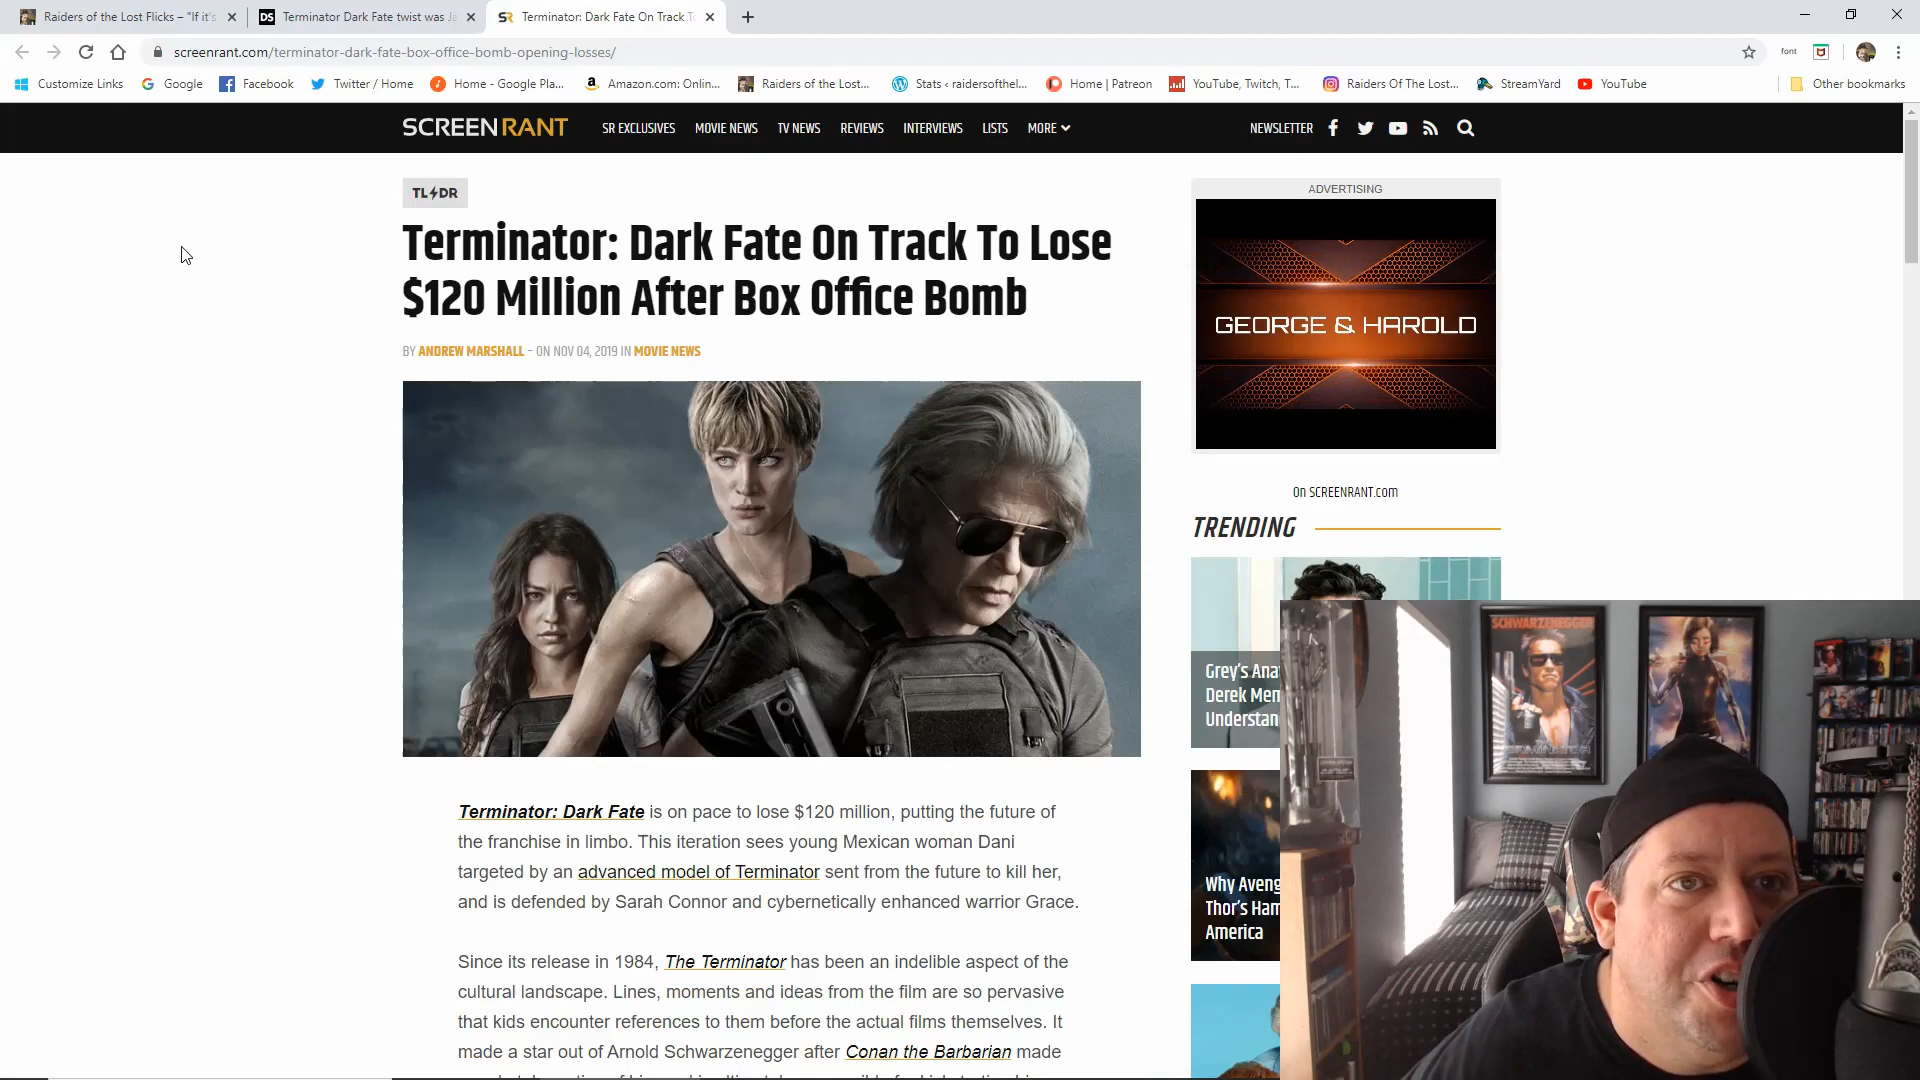 Raiders of the Lost Flicks – "If it's
DS Terminator Dark Fate twist was Ja
SR Terminator: Dark Fate On Track T
screenrant.com/terminator-dark-fate-box-office-bomb-opening-losses/
font
Customize Links
Google
Facebook
Twitter / Home
Home - Google Pla...
Amazon.com: Onlin...
Raiders of the Lost...
Stats ‹ raidersofthel...
Home | Patreon
YouTube, Twitch, T...
Raiders Of The Lost...
StreamYard
YouTube
Other bookmarks
SCREENRANT
SR EXCLUSIVES
MOVIE NEWS
TV NEWS
REVIEWS
INTERVIEWS
LISTS
MORE
NEWSLETTER
TL DR
Terminator: Dark Fate On Track To Lose
$120 Million After Box Office Bomb
BY ANDREW MARSHALL – ON NOV 04, 2019 IN MOVIE NEWS
Terminator: Dark Fate is on pace to lose $120 million, putting the future of
the franchise in limbo. This iteration sees young Mexican woman Dani
targeted by an advanced model of Terminator sent from the future to kill her,
and is defended by Sarah Connor and cybernetically enhanced warrior Grace.
Since its release in 1984, The Terminator has been an indelible aspect of the
cultural landscape. Lines, moments and ideas from the film are so pervasive
that kids encounter references to them before the actual films themselves. It
made a star out of Arnold Schwarzenegger after Conan the Barbarian made
ADVERTISING
GEORGE & HAROLD
On SCREENRANT.com
TRENDING
Grey's Ana
Derek Mem
Understan
Why Aveng
Thor's Ham
America
SCHWARZENEGGER